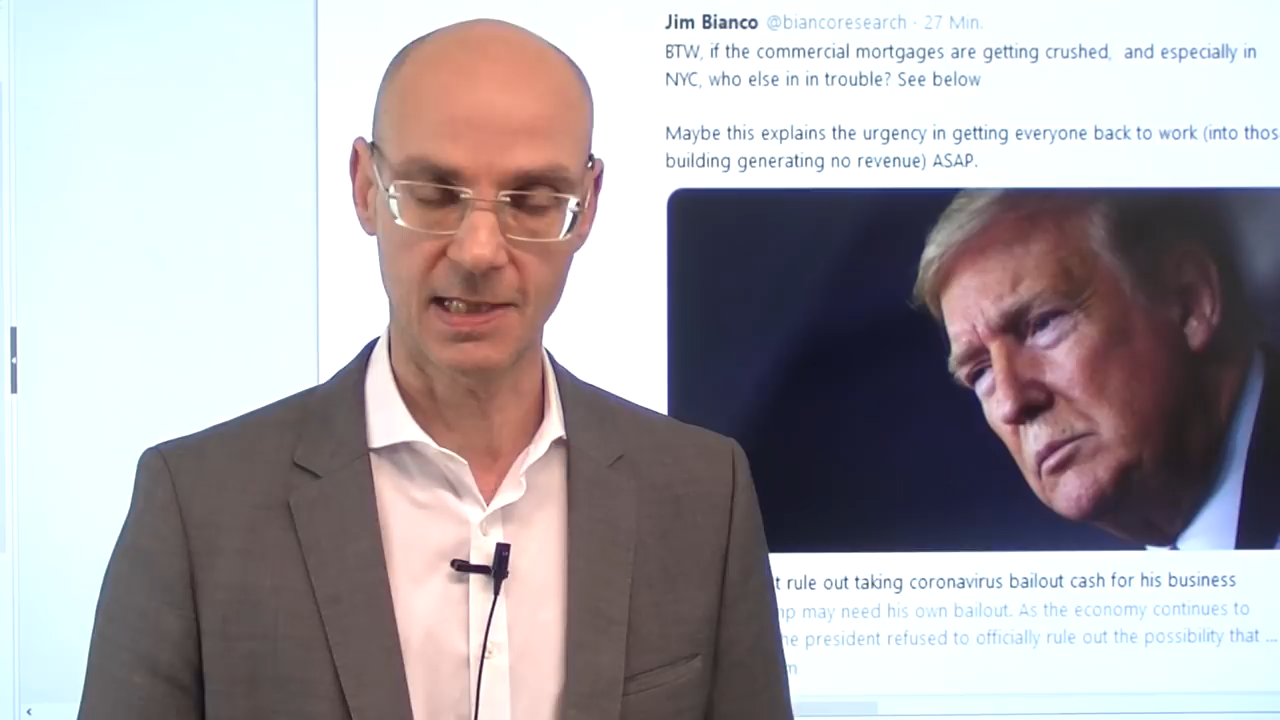 Jim Bianco @biancoresearch · 27 Min.
BTW, if the commercial mortgages are getting crushed, and especially in
NYC, who else in in trouble? See below
Maybe this explains the urgency in getting everyone back to work (into thos
building generating no revenue) ASAP.
t rule out taking coronavirus bailout cash for his business
may need his own bailout. As the economy continues to
he president refused to officially rule out the possibility that ...